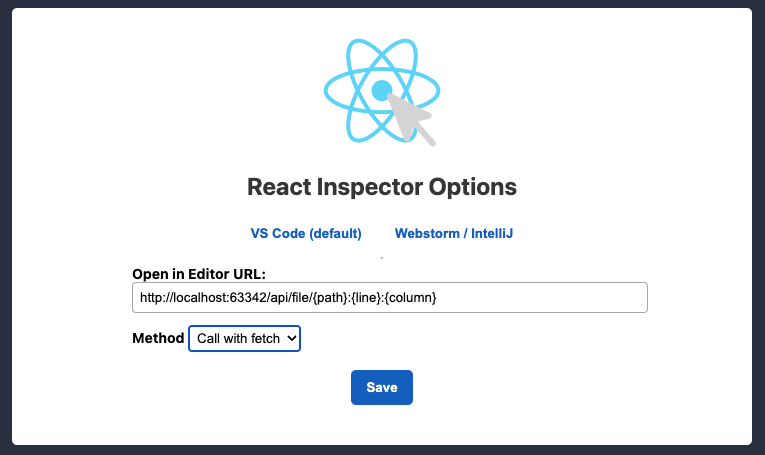 React Inspector Options
VS Code (default) Webstorm / IntelliJ
Open in Editor URL:
http://localhost:63342/api/file/{path}:{line}:{column}
Method Call with fetch
Save